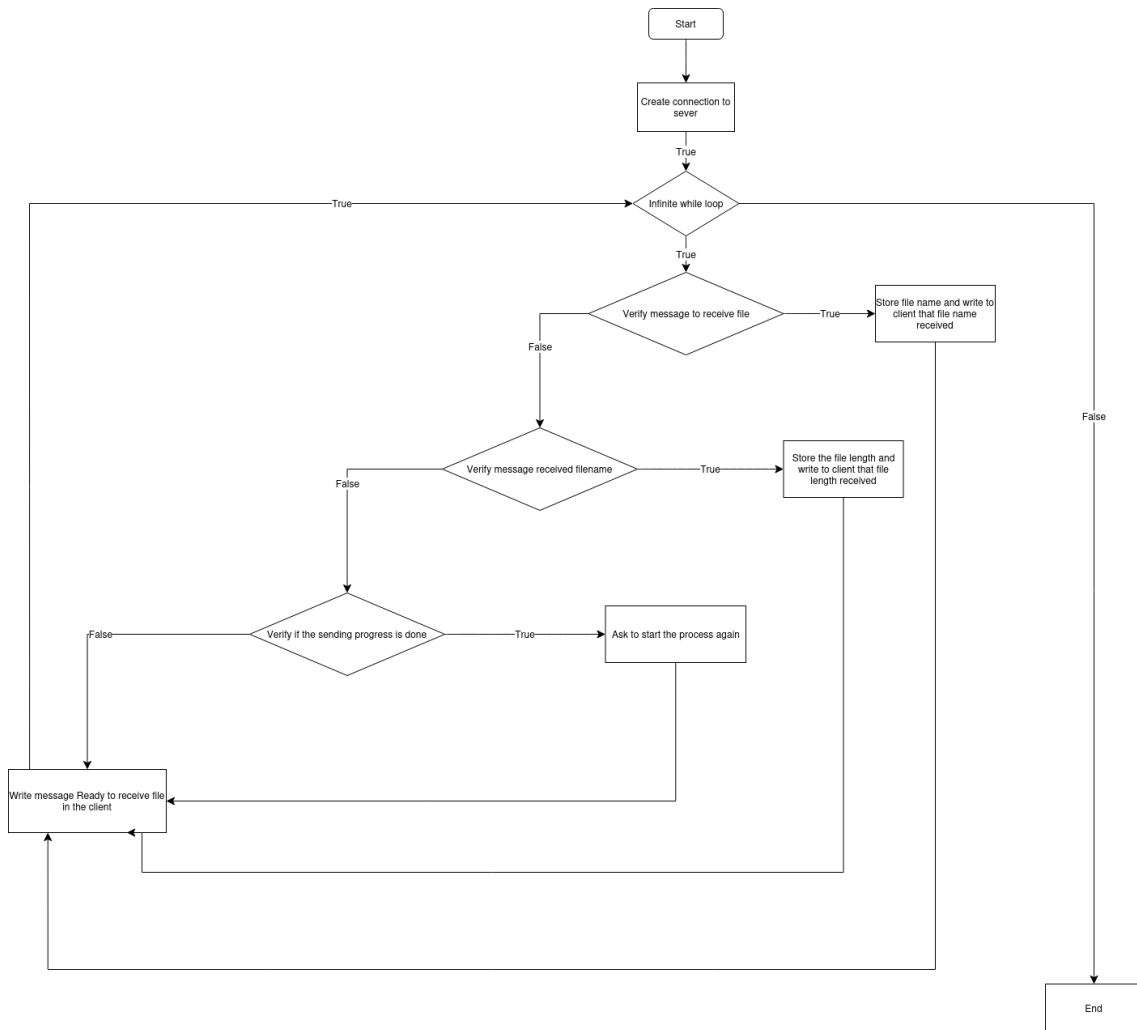 Start
Create connection to
sever
True
True
Infinite while loop
True
Verify message to receive file
True
Store file name and write to
client that file name
received
False
False
Verify message received filename
True
Store the file length and
write to client that file
length received
False
Verify if the sending progress is done
True
Ask to start the process again
False
Write message Ready to receive file
in the client
End